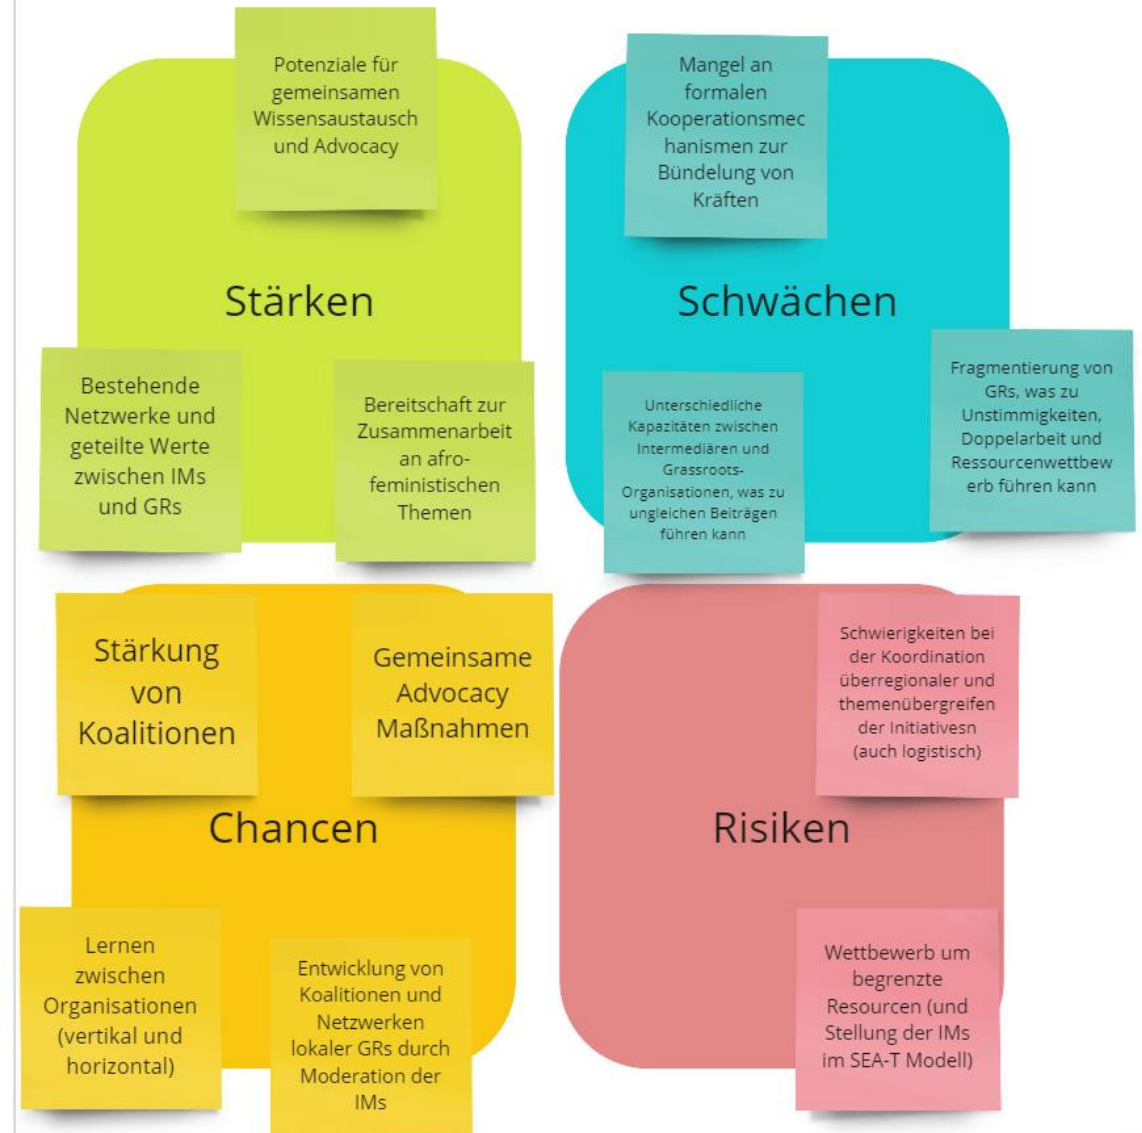 Potenziale für
gemeinsamen
Wissensaustausch
und Advocacy
Stärken
Bestehende
Netzwerke und
geteilte Werte
zwischen IMs
und GRs
Bereitschaft zur
Zusammenarbeit
an afro-
feministischen
Themen
Mangel an
formalen
Kooperationsmec
hanismen zur
Bündelung von
Kräften
Schwächen
Unterschiedliche
Kapazitäten zwischen
Intermediären und
Grassroots-
Organisationen, was zu
ungleichen Beiträgen
führen kann
Fragmentierung von
GRs, was zu
Unstimmigkeiten,
Doppelarbeit und
Ressourcenwettbew
erb führen kann
Stärkung
von
Koalitionen
Gemeinsame
Advocacy
Maßnahmen
Chancen
Lernen
zwischen
Organisationen
(vertikal und
horizontal)
Entwicklung von
Koalitionen und
Netzwerken
lokaler GRs durch
Moderation der
IMs
Schwierigkeiten bei
der Koordination
überregionaler und
themenübergreifen
der Initiativesn
(auch logistisch)
Risiken
Wettbewerb um
begrenzte
Resourcen (und
Stellung der IMs
im SEA-T Modell)